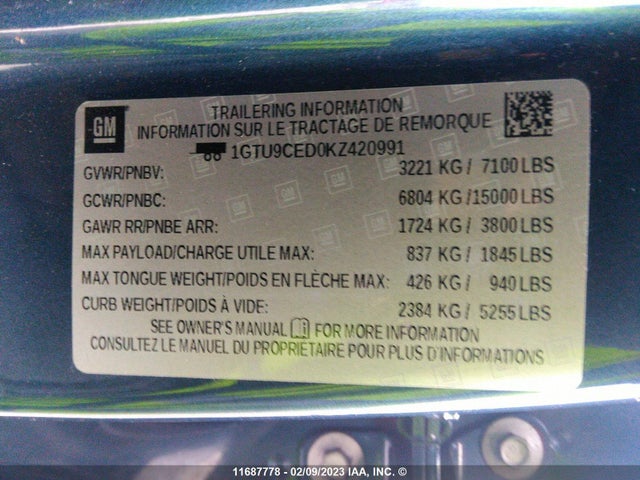 GM
TRAILERING INFORMATION
INFORMATION SUR LE TRACTAGE DE REMORQUE
1GTU9CED0KZ420991
GVWR/PNBV: 3221 KG / 7100 LBS
GCWR/PNBC: 6804 KG /15000 LBS
GAWR RR/PNBE ARR: 1724 KG / 3800 LBS
MAX PAYLOAD/CHARGE UTILE MAX: 837 KG / 1845 LBS
MAX TONGUE WEIGHT/POIDS EN FLÈCHE MAX: 426 KG / 940 LBS
CURB WEIGHT/POIDS À VIDE: 2384 KG / 5255 LBS
SEE OWNER'S MANUAL FOR MORE INFORMATION
CONSULTEZ LE MANUEL DU PROPRIÉTAIRE POUR PLUS D'INFORMATIONS
11687778 - 02/09/2023 IAA, INC. ©